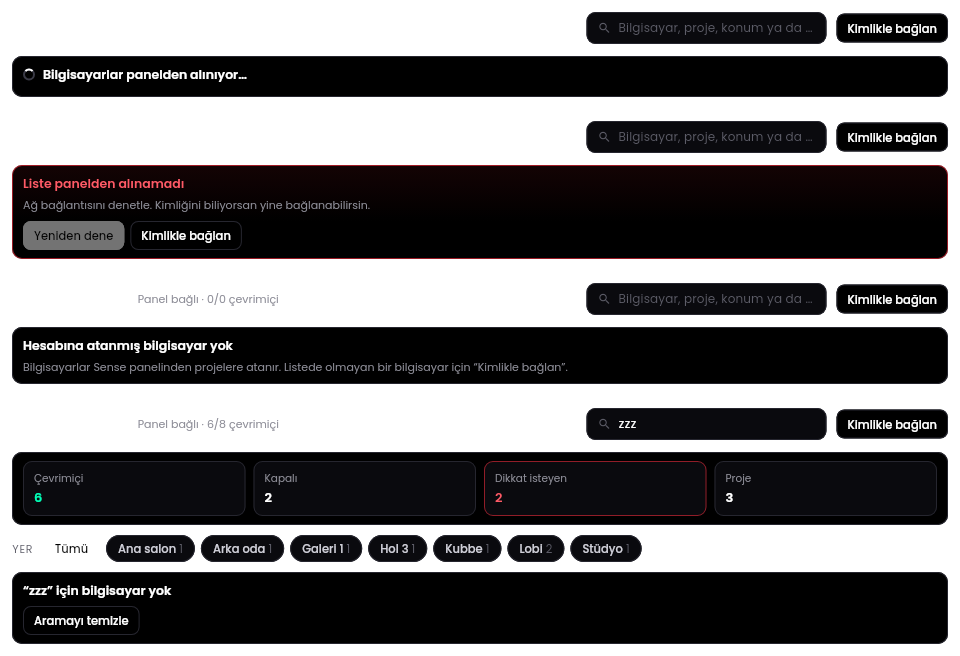 Bilgisayar, proje, konum ya da ...
Kimlikle bağlan
Bilgisayarlar panelden alınıyor...
Bilgisayar, proje, konum ya da ...
Kimlikle bağlan
Liste panelden alınamadı
Ağ bağlantısını denetle. Kimliğini biliyorsan yine bağlanabilirsin.
Yeniden dene
Kimlikle bağlan
Panel bağlı · 0/0 çevrimiçi
Bilgisayar, proje, konum ya da ...
Kimlikle bağlan
Hesabına atanmış bilgisayar yok
Bilgisayarlar Sense panelinden projelere atanır. Listede olmayan bir bilgisayar için “Kimlikle bağlan”.
Panel bağlı · 6/8 çevrimiçi
zzz
Kimlikle bağlan
Çevrimiçi
6
Kapalı
2
Dikkat isteyen
2
Proje
3
YER Tümü Ana salon 1 Arka oda 1 Galeri 1 1 Hol 3 1 Kubbe 1 Lobi 2 Stüdyo 1
“zzz” için bilgisayar yok
Aramayı temizle